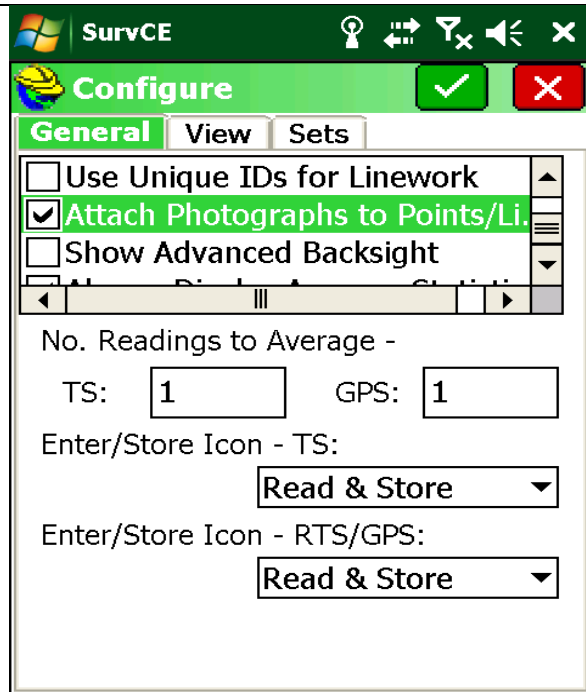 SurvCE
Configure
General View Sets
Use Unique IDs for Linework
Attach Photographs to Points/Li.
Show Advanced Backsight
No. Readings to Average -
TS: 1 GPS: 1
Enter/Store Icon - TS:
Read & Store
Enter/Store Icon - RTS/GPS:
Read & Store